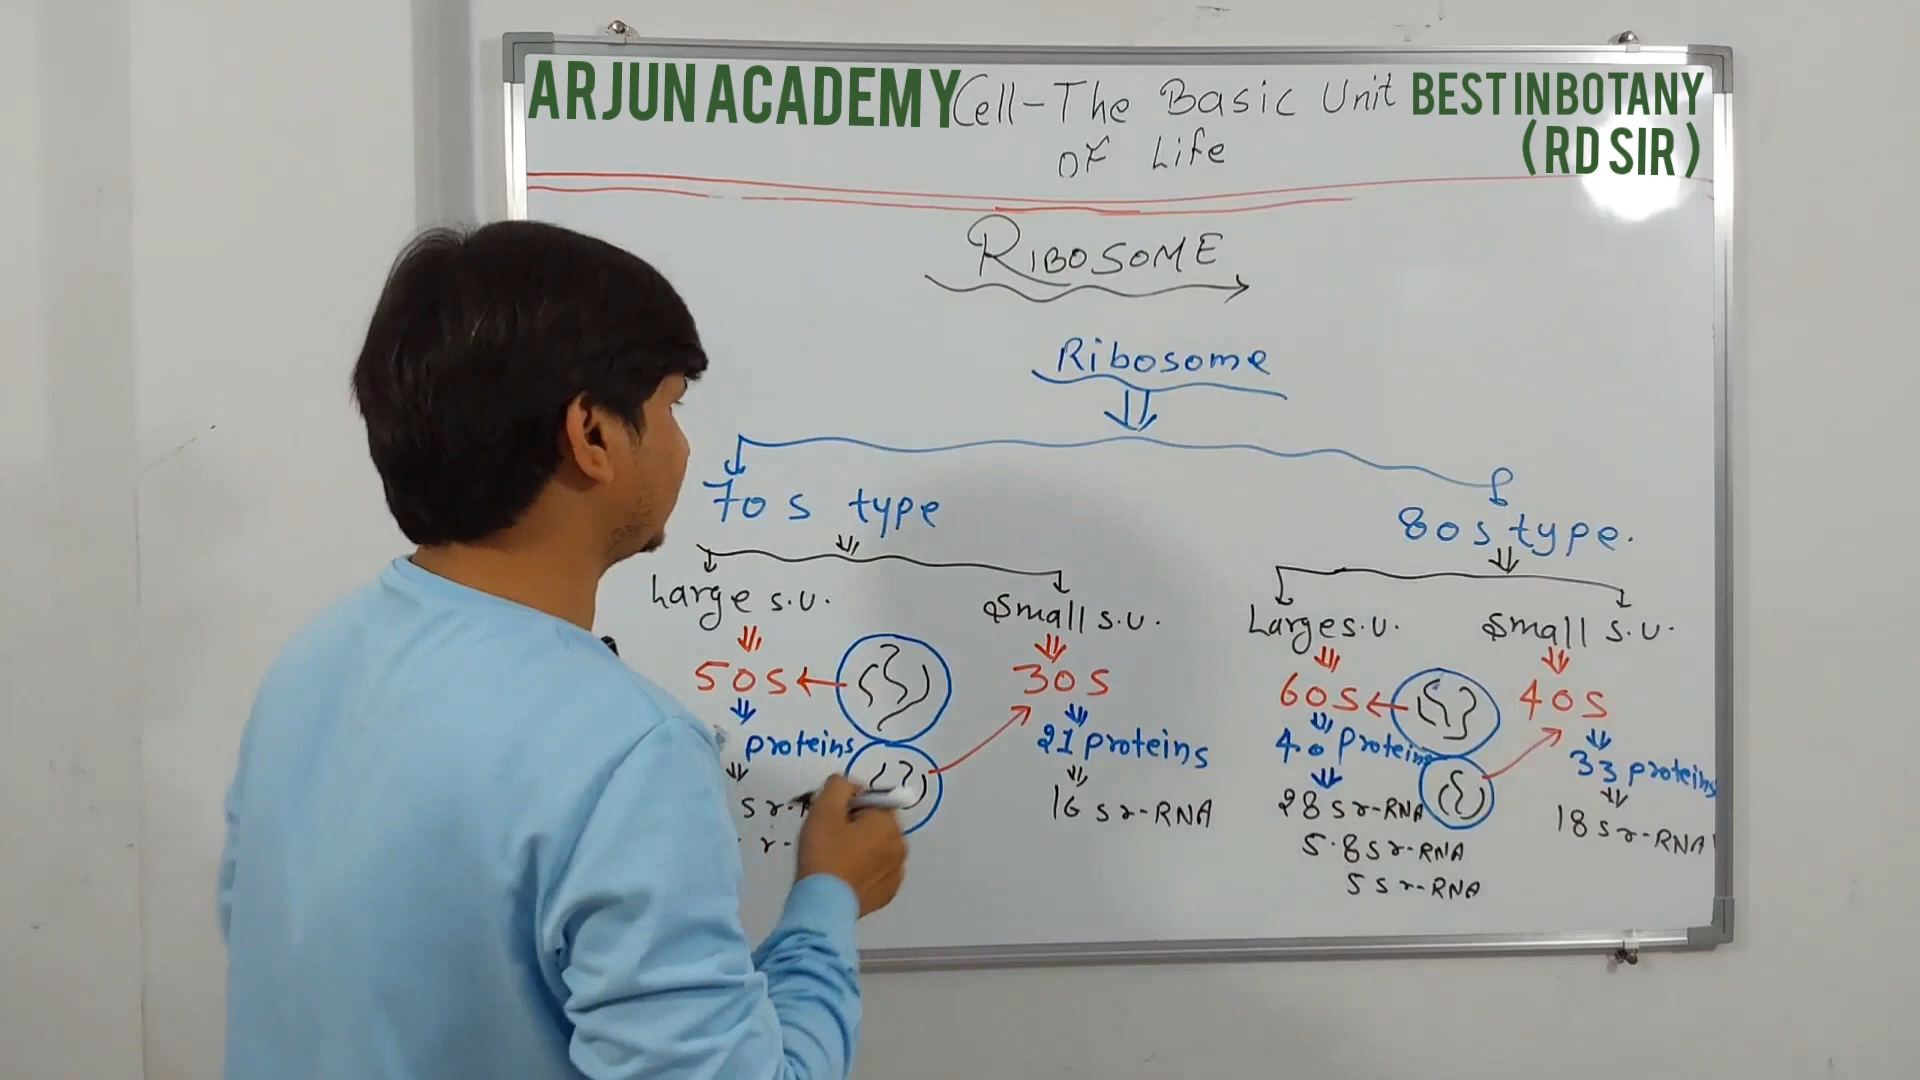 ARJUN ACADEMY
Cell-The Basic Unit
of Life
BEST IN BOTANY
(RD SIR)
RIBOSOME
Ribosome
70 s type
80 s type.
Large s.u.
Small s.u.
Large s.u.
Small s.u.
50s
30s
60s
40s
proteins
21 proteins
40 proteins
33 proteins
s r-
16 s r-RNA
28 s r-RNA
18 s r-RNA
r-
5.8 s r-RNA
5 s r-RNA